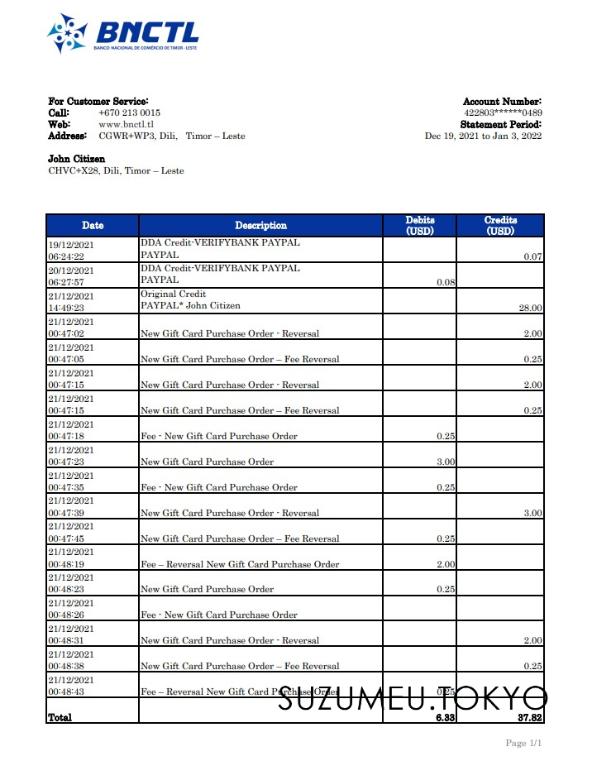 BNCTL
BANCO NACIONAL DE COMÉRCIO DE TIMOR - LESTE
For Customer Service:
Call: +670 213 0015
Web: www.bnctl.tl
Address: CGWR+WP3, Dili, Timor – Leste
Account Number:
422803******0489
Statement Period:
Dec 19, 2021 to Jan 3, 2022
John Citizen
CHVC+X28, Dili, Timor – Leste
Date Description Debits (USD) Credits (USD)
19/12/2021 DDA Credit-VERIFYBANK PAYPAL
06:24:22 PAYPAL 0.07
20/12/2021 DDA Credit-VERIFYBANK PAYPAL
06:27:57 PAYPAL 0.08
21/12/2021 Original Credit
14:49:23 PAYPAL* John Citizen 28.00
21/12/2021
00:47:02 New Gift Card Purchase Order - Reversal 2.00
21/12/2021
00:47:05 New Gift Card Purchase Order – Fee Reversal 0.25
21/12/2021
00:47:15 New Gift Card Purchase Order - Reversal 2.00
21/12/2021
00:47:15 New Gift Card Purchase Order – Fee Reversal 0.25
21/12/2021
00:47:18 Fee - New Gift Card Purchase Order 0.25
21/12/2021
00:47:23 New Gift Card Purchase Order 3.00
21/12/2021
00:47:35 Fee - New Gift Card Purchase Order 0.25
21/12/2021
00:47:39 New Gift Card Purchase Order - Reversal 3.00
21/12/2021
00:47:45 New Gift Card Purchase Order – Fee Reversal 0.25
21/12/2021
00:48:19 Fee – Reversal New Gift Card Purchase Order 2.00
21/12/2021
00:48:23 New Gift Card Purchase Order 0.25
21/12/2021
00:48:26 Fee - New Gift Card Purchase Order
21/12/2021
00:48:31 New Gift Card Purchase Order - Reversal 2.00
21/12/2021
00:48:38 New Gift Card Purchase Order – Fee Reversal 0.25
21/12/2021
00:48:43 Fee – Reversal New Gift Card Purchase Order 0.25
SUZUMEU.TOKYO
Total 6.33 37.82
Page 1/1